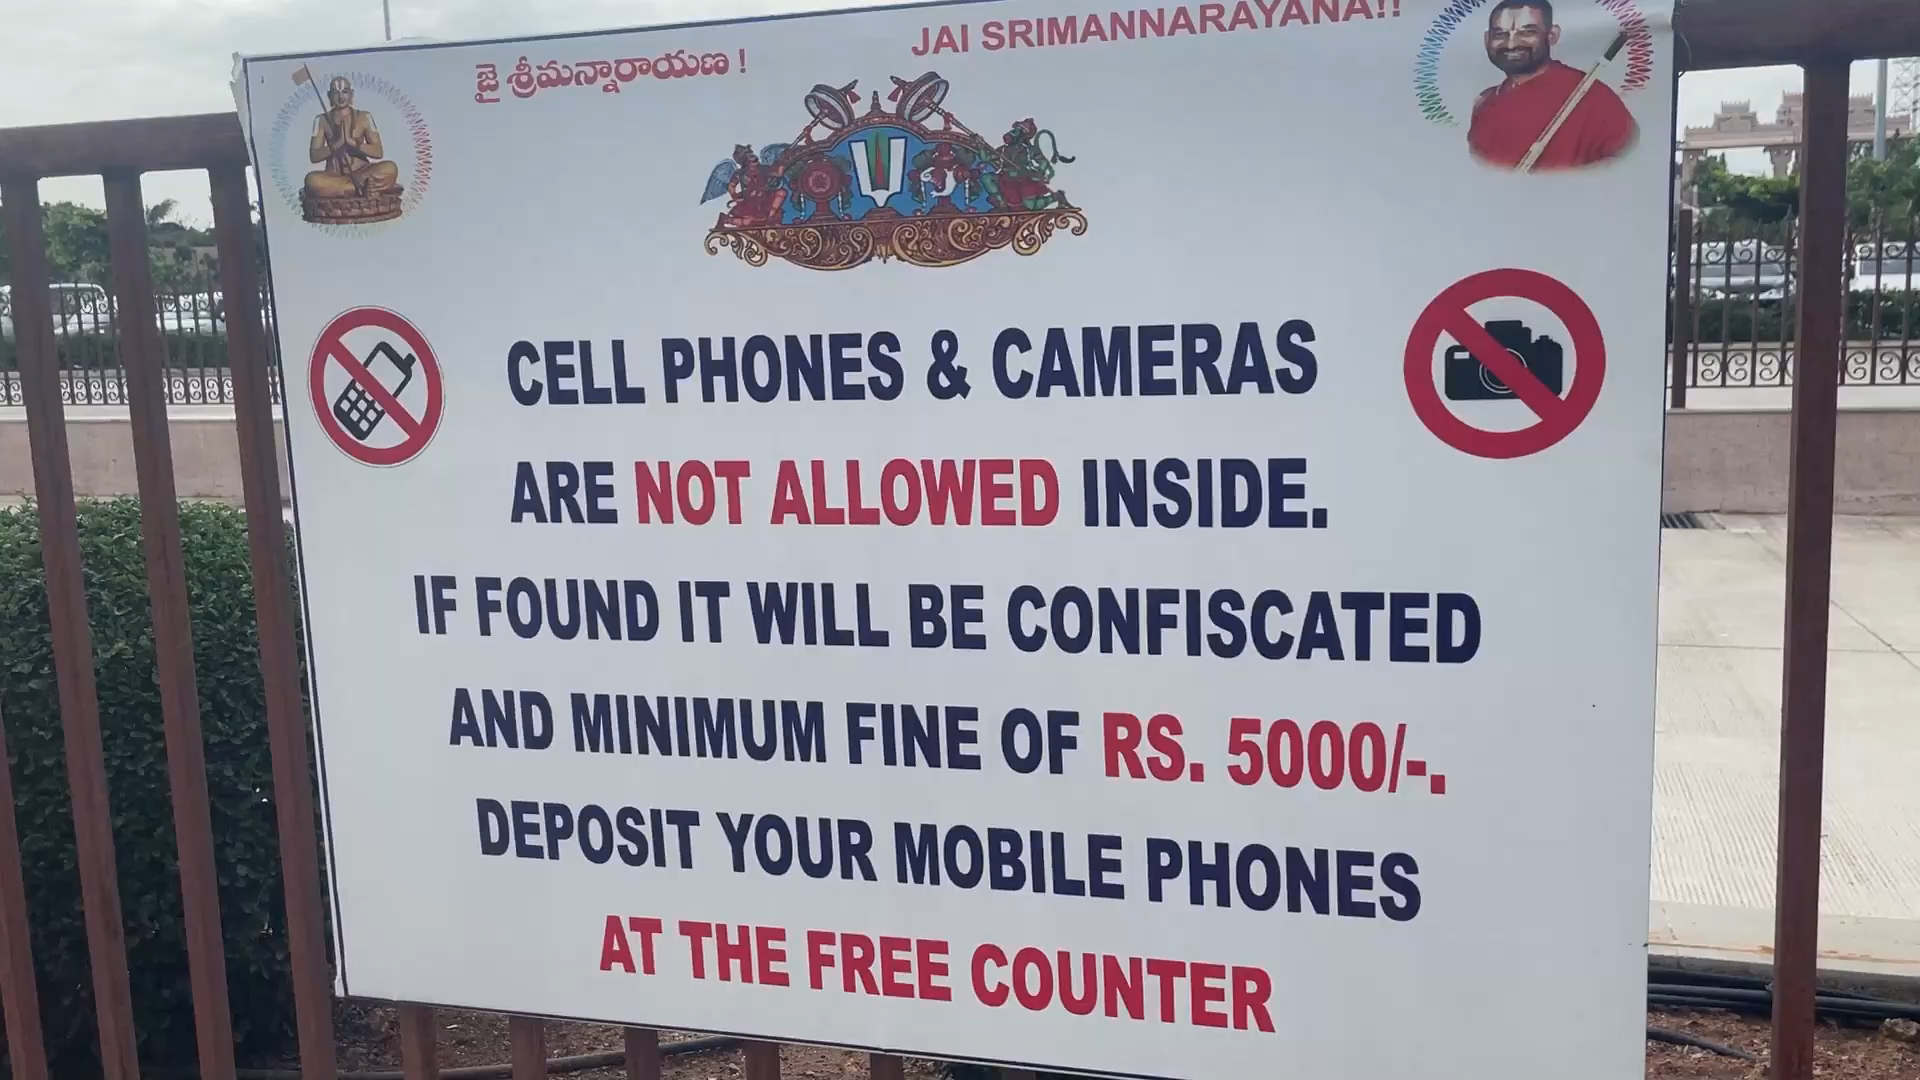 జై శ్రీమన్నారాయణ !
JAI SRIMANNARAYANA!!
CELL PHONES & CAMERAS
ARE NOT ALLOWED INSIDE.
IF FOUND IT WILL BE CONFISCATED
AND MINIMUM FINE OF RS. 5000/-.
DEPOSIT YOUR MOBILE PHONES
AT THE FREE COUNTER